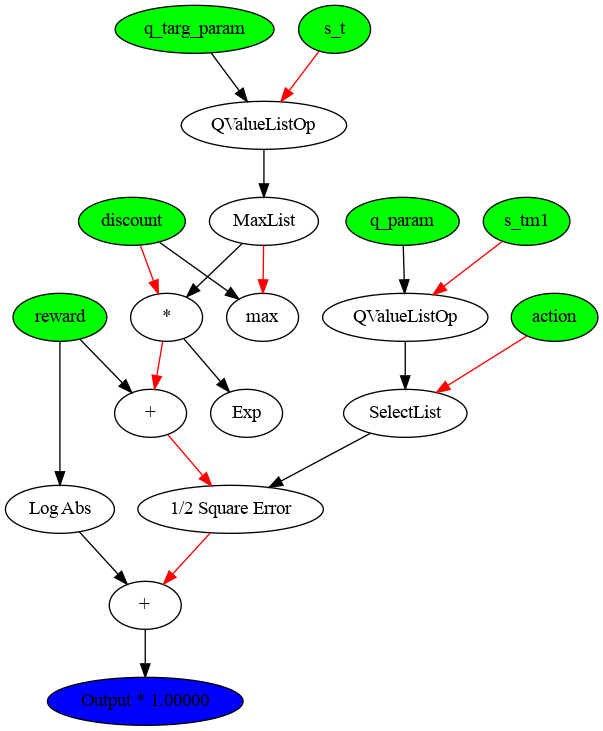 q_targ_param
s_t
QValueListOp
discount
MaxList
q_param
s_tm1
reward
*
max
QValueListOp
action
+
Exp
SelectList
Log Abs
1/2 Square Error
+
Output * 1.00000